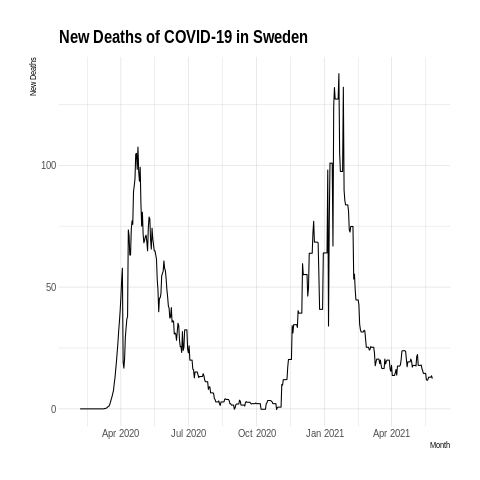 New Deaths of COVID-19 in Sweden
New Deaths
100
50
0
Apr 2020 Jul 2020 Oct 2020 Jan 2021 Apr 2021
Month